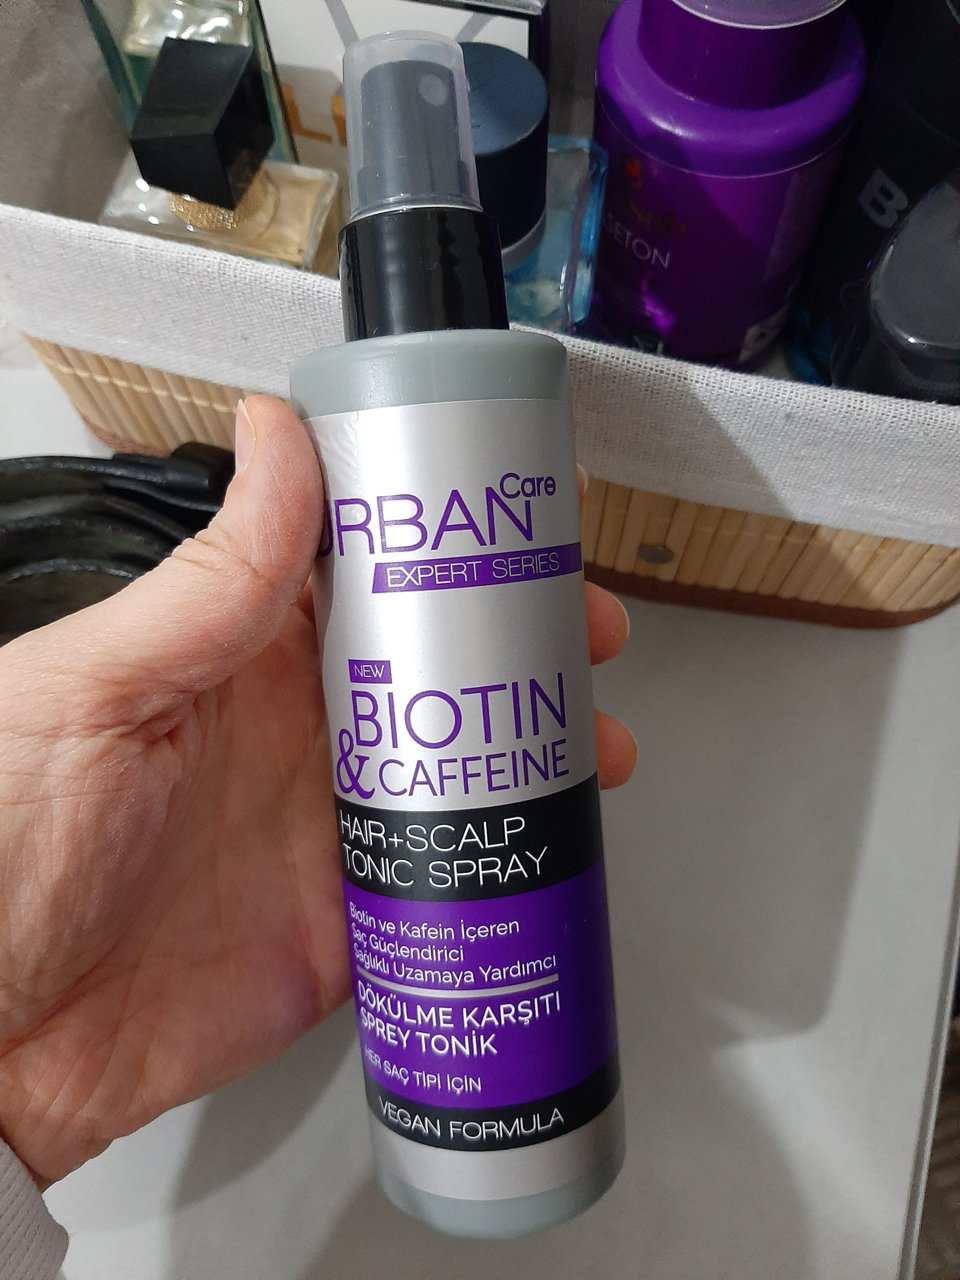 URBAN Care
EXPERT SERIES
NEW
BIOTIN
& CAFFEINE
HAIR+SCALP
TONIC SPRAY
Biotin ve Kafein İçeren
Saç Güçlendirici
Sağlıklı Uzamaya Yardımcı
DÖKÜLME KARŞITI
SPREY TONİK
HER SAÇ TİPİ İÇİN
VEGAN FORMULA
SETON
B